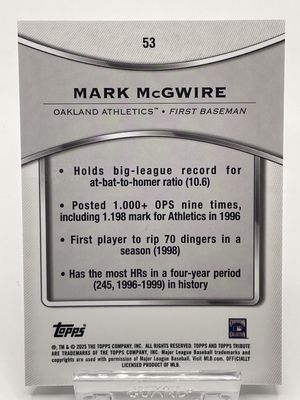 53
MARK McGWIRE
OAKLAND ATHLETICS™ • FIRST BASEMAN
• Holds big-league record for
at-bat-to-homer ratio (10.6)
• Posted 1.000+ OPS nine times,
including 1.198 mark for Athletics in 1996
• First player to rip 70 dingers in a
season (1998)
• Has the most HRs in a four-year period
(245, 1996-1999) in history
Topps
®, TM & © 2025 THE TOPPS COMPANY, INC. All Rights Reserved. TOPPS AND TOPPS TRIBUTE
ARE TRADEMARKS OF THE TOPPS COMPANY, INC. Major League Baseball trademarks and
copyrights are used with permission of Major League Baseball. Visit MLB.com. OFFICIALLY
LICENSED PRODUCT OF MLB.